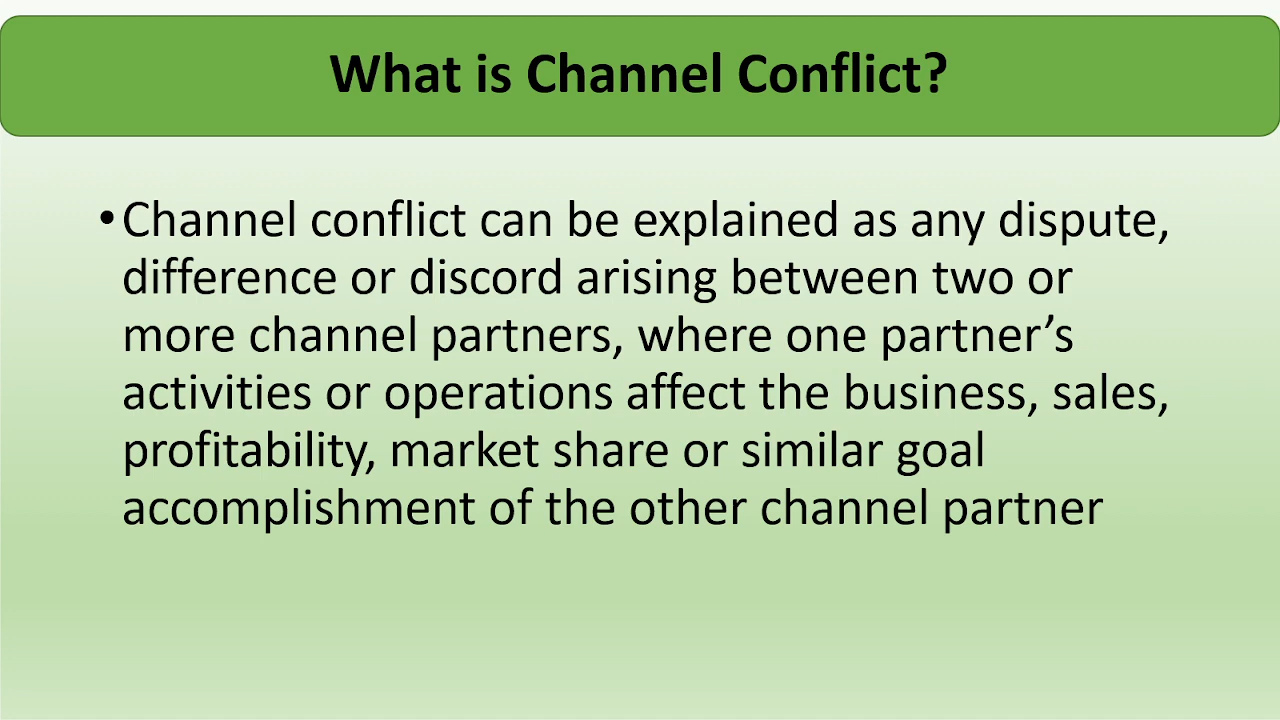 What is Channel Conflict?
•Channel conflict can be explained as any dispute,
difference or discord arising between two or
more channel partners, where one partner’s
activities or operations affect the business, sales,
profitability, market share or similar goal
accomplishment of the other channel partner